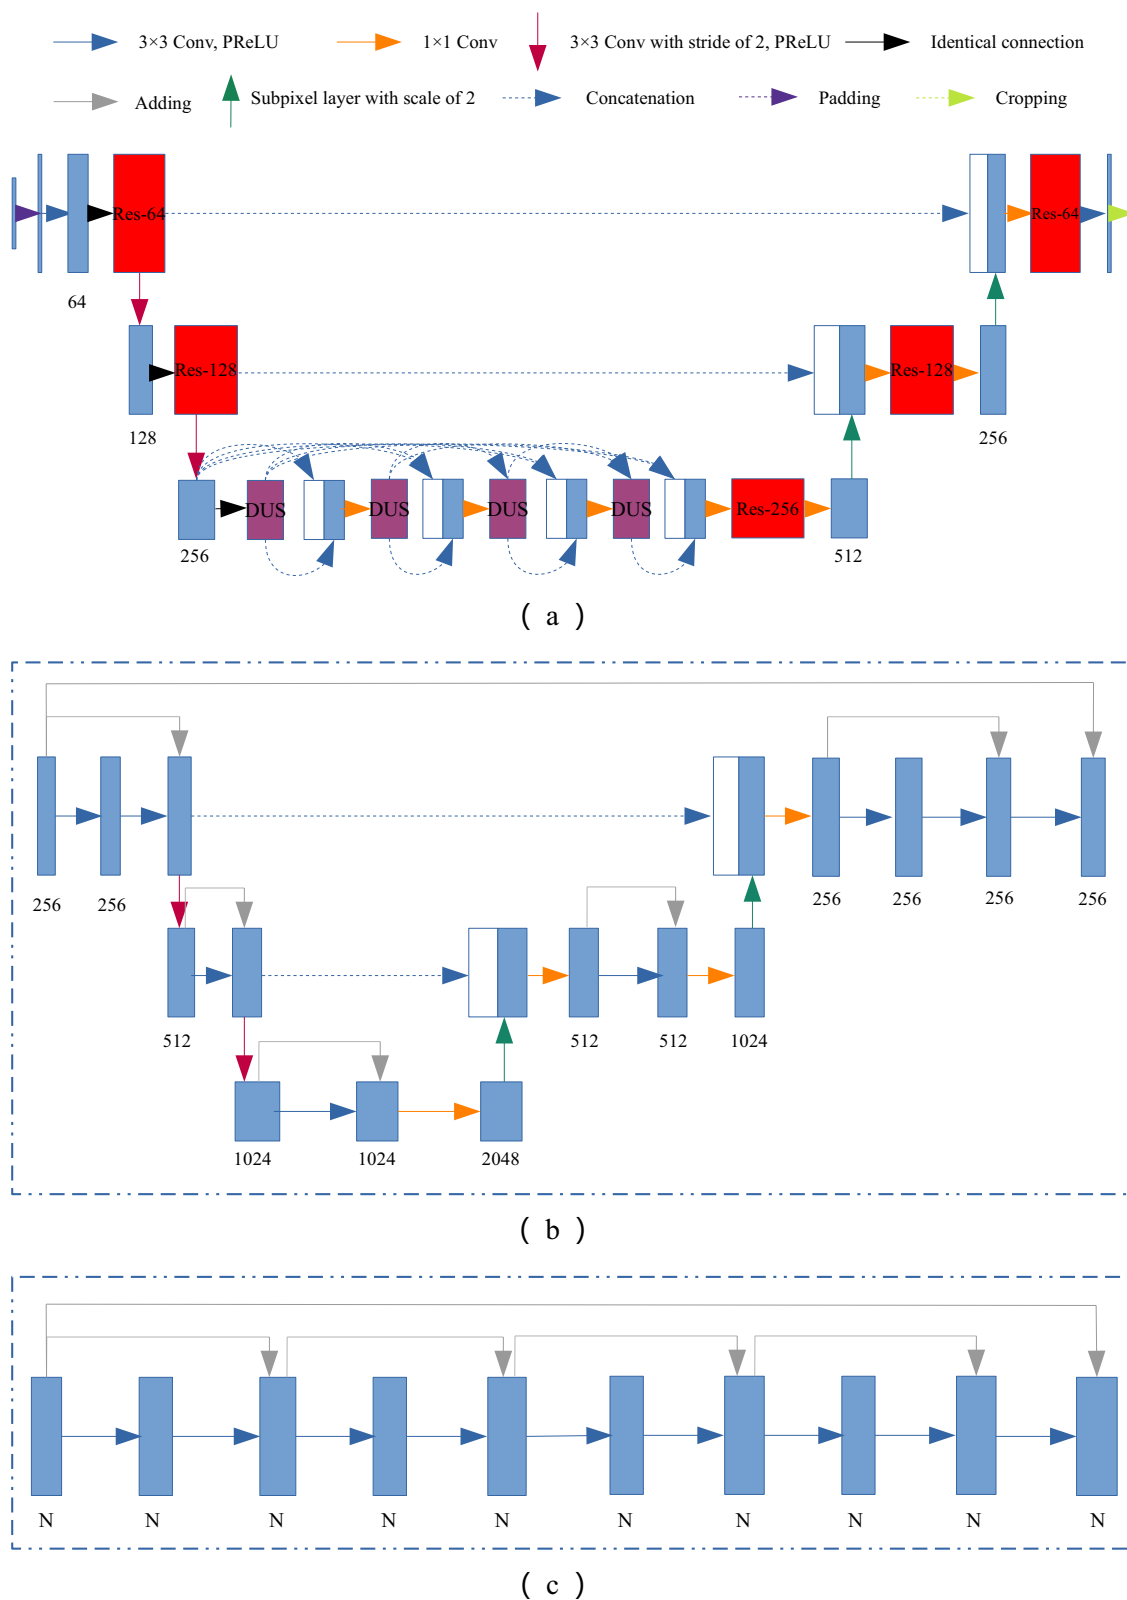 3×3 Conv, PReLU 1×1 Conv 3×3 Conv with stride of 2, PReLU Identical connection
Adding Subpixel layer with scale of 2 Concatenation Padding Cropping
Res-64 Res-64
64
Res-128 Res-128
128 256
DUS DUS DUS DUS Res-256
256 512
( a )
256 256 256 256 256 256
512 512 512 1024
1024 1024 2048
( b )
N N N N N N N N N N
( c )